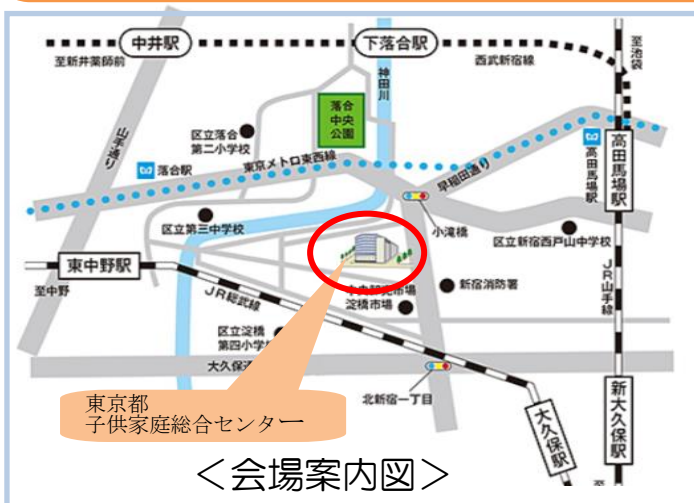 中井駅
下落合駅
至池袋
至新井薬師前
西武新宿線
神田川
山手通り
落合
中央
公園
区立落合
第二小学校
東京メトロ東西線
落合駅
早稲田通り
高田馬場駅
高田馬場駅
小滝橋
区立第三中学校
区立新宿西戸山中学校
東中野駅
至中野
JR総武線
新宿消防署
淀橋市場
JR山手線
区立淀橋
第四小学校
大久保通
北新宿一丁目
大久保駅
新大久保駅
至
東京都
子供家庭総合センター
＜会場案内図＞